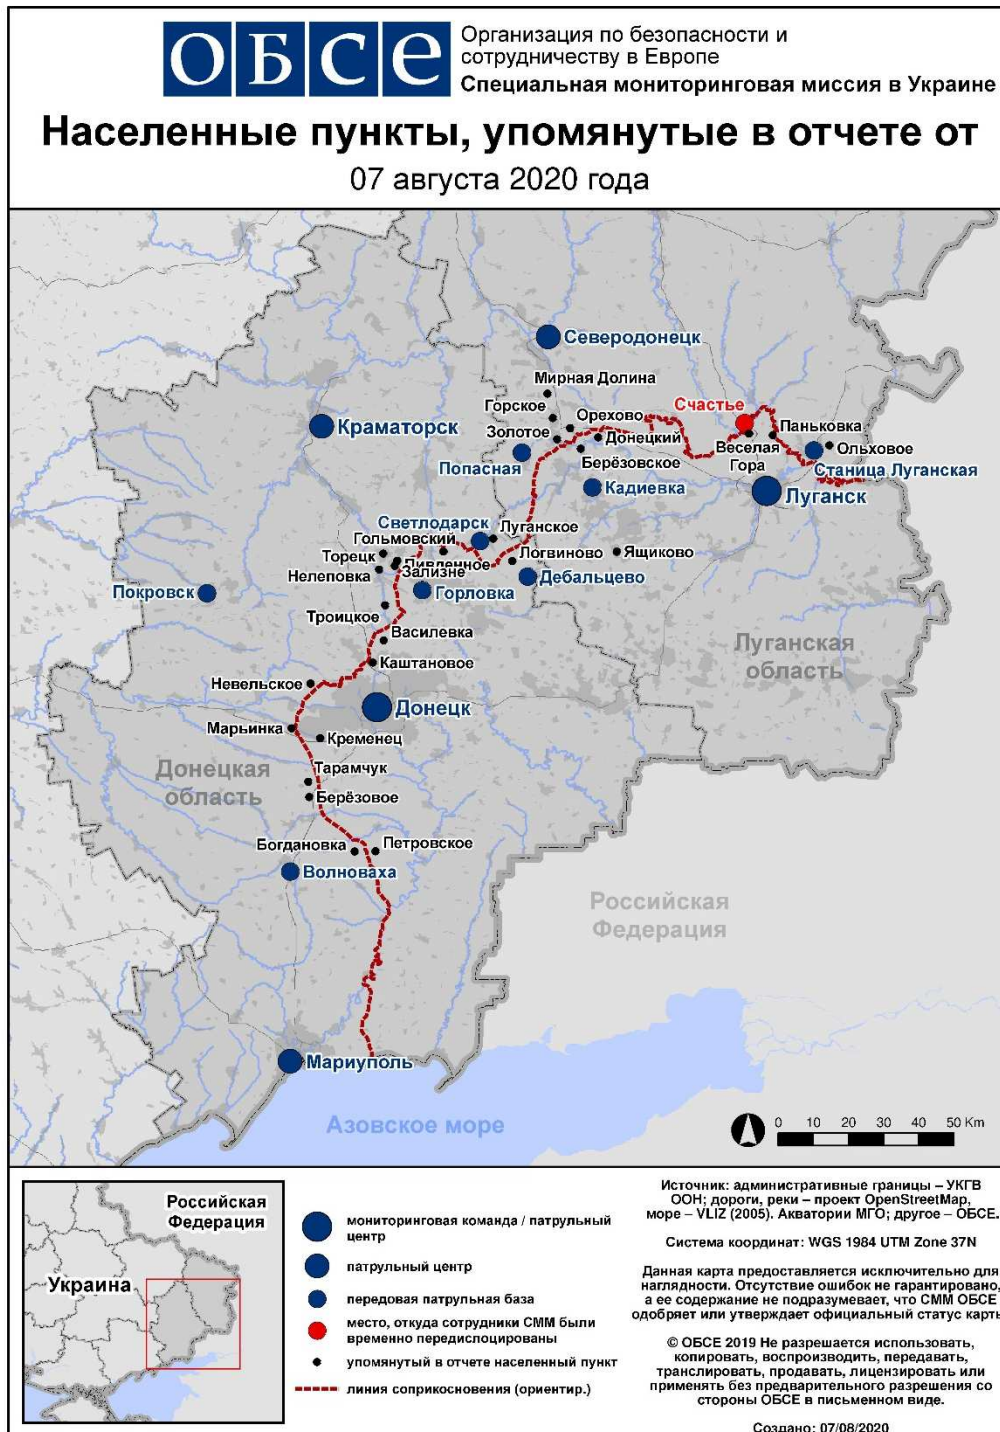 ОБСЕ
Организация по безопасности и
сотрудничеству в Европе
Специальная мониторинговая миссия в Украине
Населенные пункты, упомянутые в отчете от
07 августа 2020 года
Северодонецк
Мирная Долина
Горское
Орехово
Счастье
Паньковка
Краматорск
Золотое
Донецкий
Веселая
Гора
Ольховое
Попасная
Берёзовское
Станица Луганская
Кадиевка
Луганск
Светлодарск
Луганское
Гольмовский
Торецк
Пивденное
Логвиново
Ящиково
Зализне
Нелеповка
Дебальцево
Покровск
Горловка
Троицкое
Василевка
Луганская
область
Каштановое
Невельское
Донецк
Марьинка
Кременец
Донецкая
область
Тарамчук
Берёзовое
Богдановка
Петровское
Волноваха
Российская
Федерация
Мариуполь
Азовское море
0 10 20 30 40 50 Km
Российская
Федерация
Украина
мониторинговая команда / патрульный
центр
патрульный центр
передовая патрульная база
место, откуда сотрудники СММ были
временно передислоцированы
упомянутый в отчете населенный пункт
линия соприкосновения (ориентир.)
Источник: административные границы – УКГВ
ООН; дороги, реки – проект OpenStreetMap,
море – VLIZ (2005). Акватории МГО; другое – ОБСЕ.
Система координат: WGS 1984 UTM Zone 37N
Данная карта предоставляется исключительно для
наглядности. Отсутствие ошибок не гарантировано,
а ее содержание не подразумевает, что СММ ОБСЕ
одобряет или утверждает официальный статус карты
© ОБСЕ 2019 Не разрешается использовать,
копировать, воспроизводить, передавать,
транслировать, продавать, лицензировать или
применять без предварительного разрешения со
стороны ОБСЕ в письменном виде.
Создано: 07/08/2020